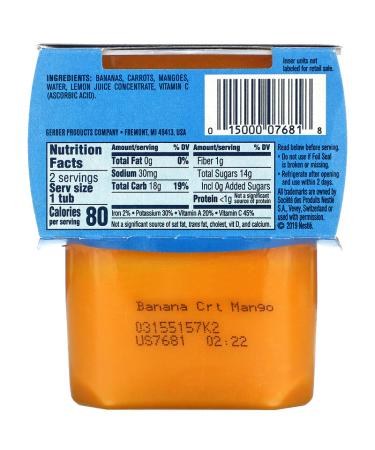 Inner units not
labeled for retail sale.
INGREDIENTS: BANANAS, CARROTS, MANGOES,
WATER, LEMON JUICE CONCENTRATE, VITAMIN C
(ASCORBIC ACID).
GERBER PRODUCTS COMPANY • FREMONT, MI 49413, USA
0 15000 07681 8
Nutrition
Facts
2 servings
Serv size
1 tub
Calories
per serving 80
Amount/serving % DV
Total Fat 0g 0%
Sodium 30mg
Total Carb 18g 19%
Amount/serving % DV
Fiber 1g
Total Sugars 14g
Incl 0g Added Sugars
Protein <1g Not a significant
source of protein
Iron 2% • Potassium 30% • Vitamin A 20% • Vitamin C 45%
Not a significant source of sat fat, trans fat, cholest, vit D, and calcium.
Read below before serving.
• Do not use if Foil Seal
is broken or missing.
• Refrigerate after opening
and use within 2 days.
All trademarks are owned by
Société des Produits Nestlé
S.A., Vevey, Switzerland or
used with permission.
© 2019 Nestlé.
Banana Crt Mango
03155157K2
US7681 02:22